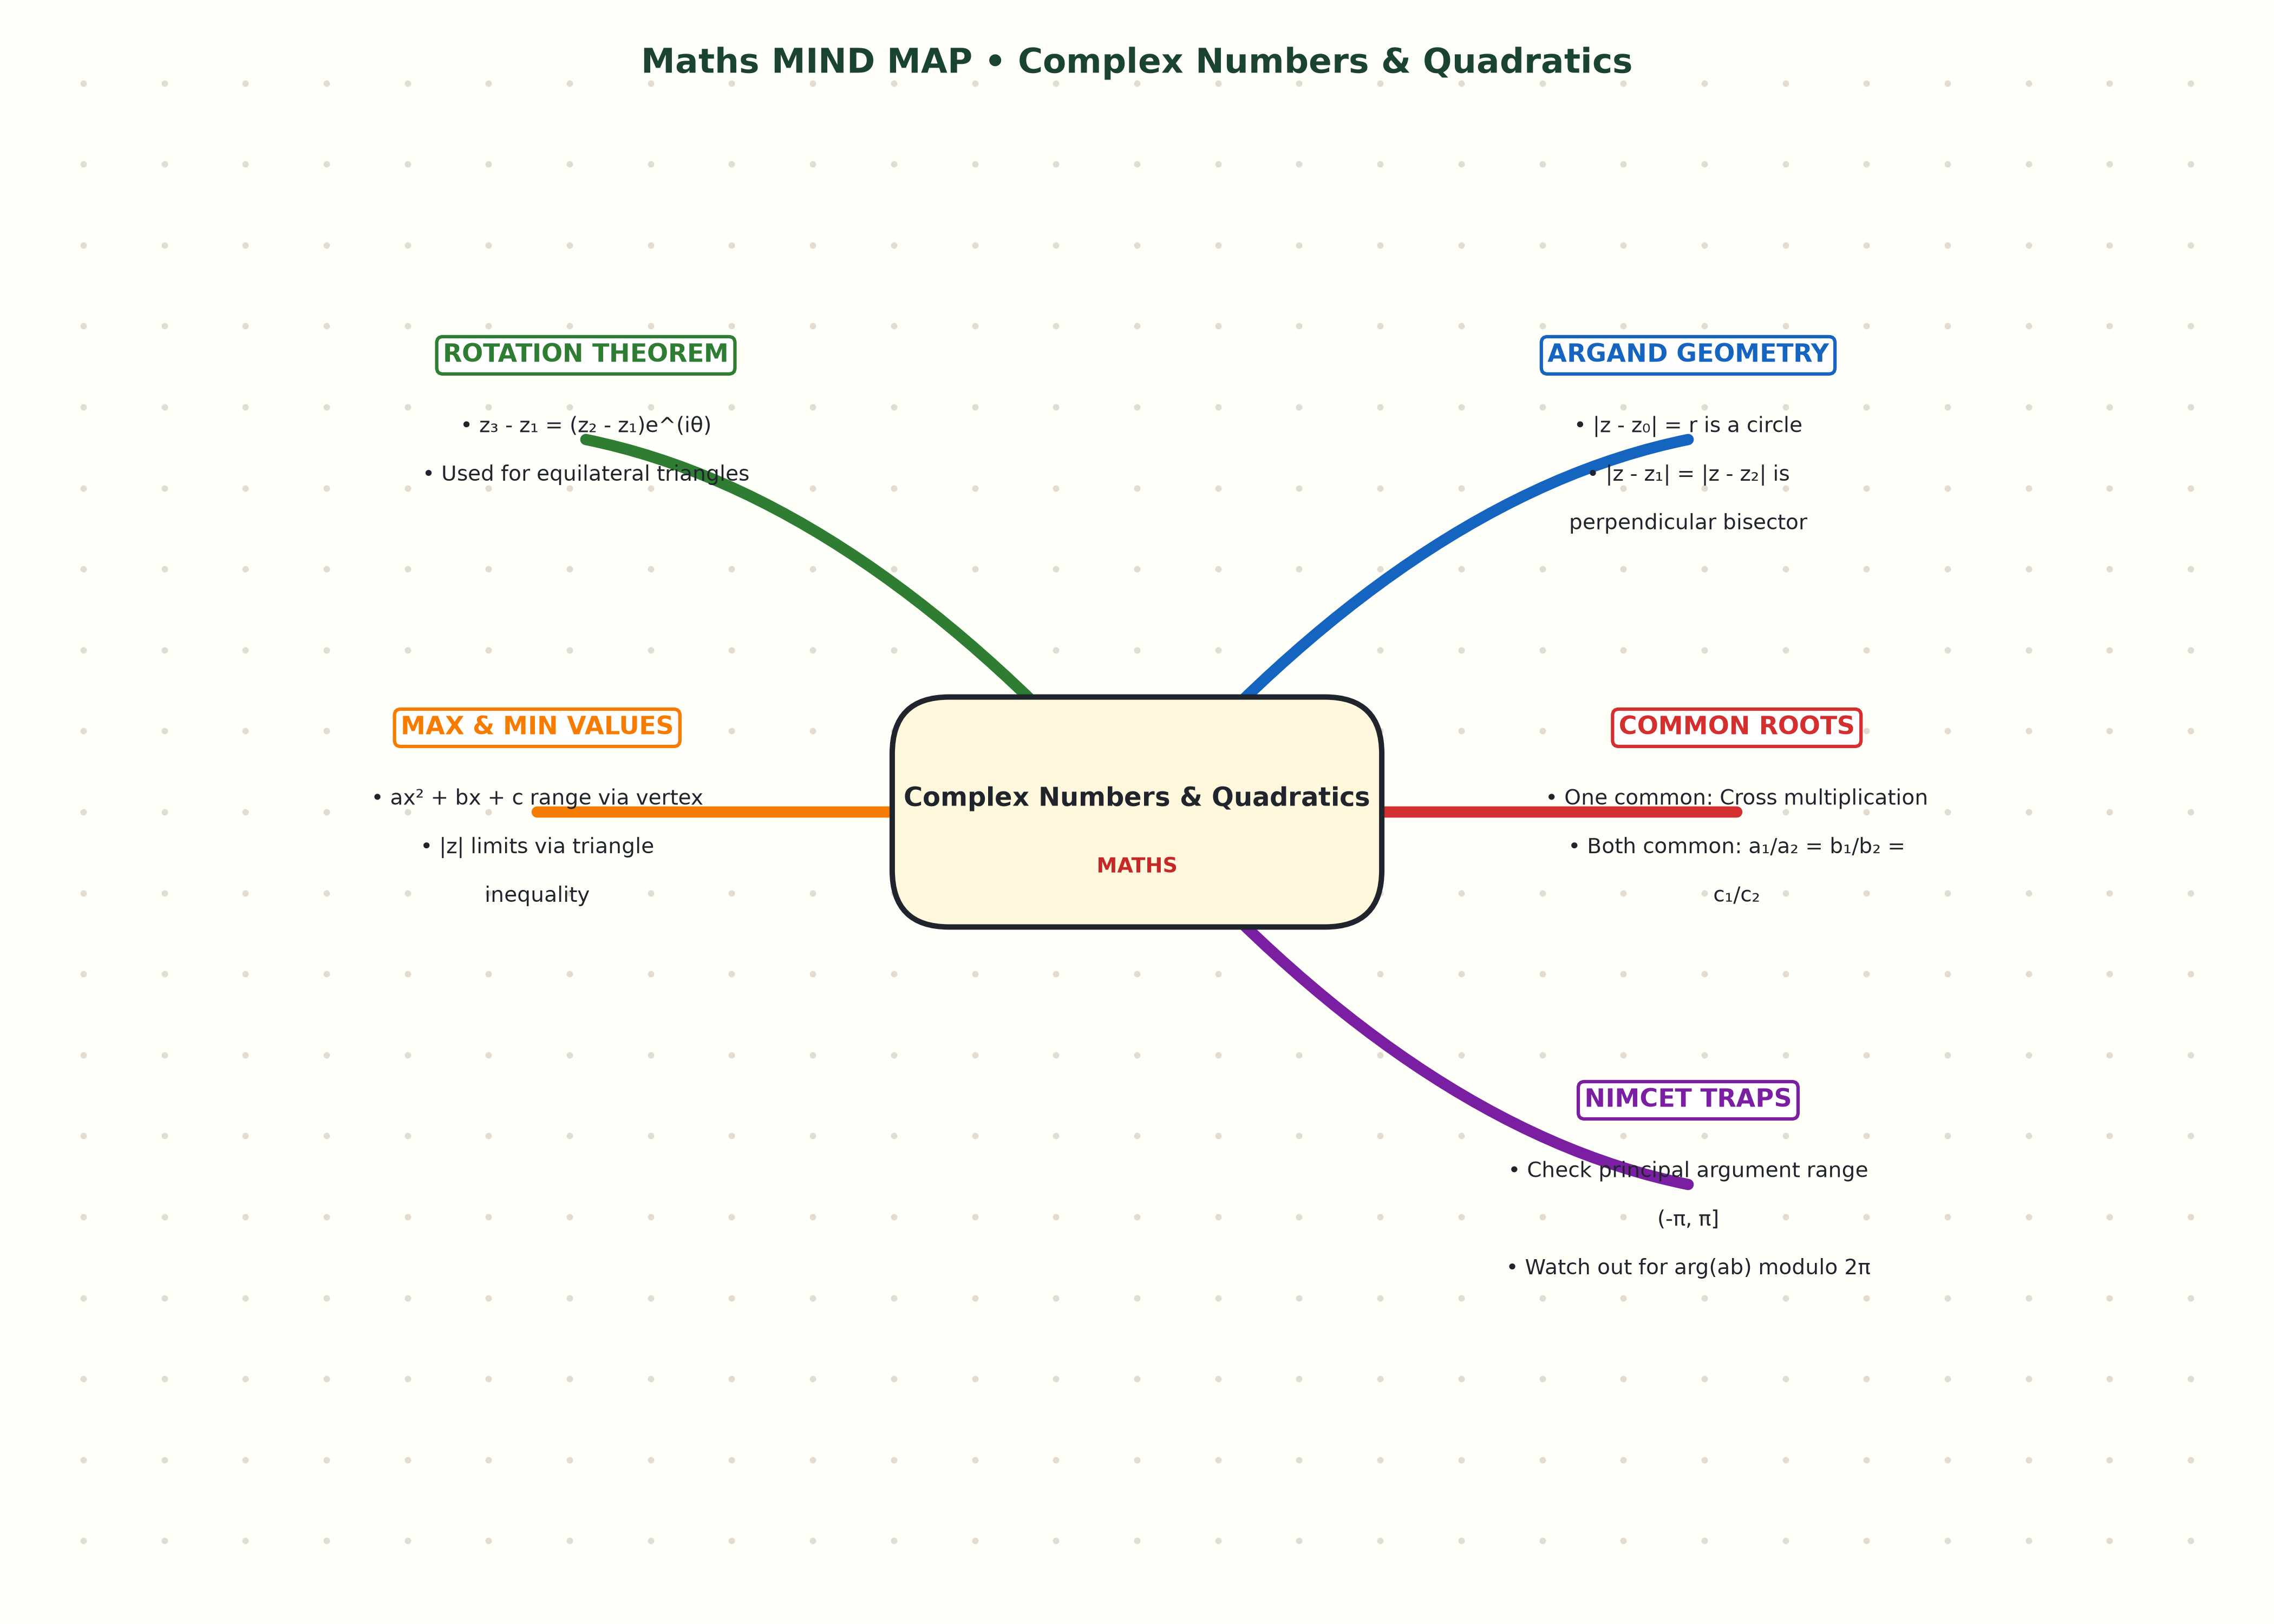 Maths MIND MAP • Complex Numbers & Quadratics
ROTATION THEOREM
• z₃ - z₁ = (z₂ - z₁)e^(iθ)
• Used for equilateral triangles
ARGAND GEOMETRY
• |z - z₀| = r is a circle
• |z - z₁| = |z - z₂| is
perpendicular bisector
MAX & MIN VALUES
• ax² + bx + c range via vertex
• |z| limits via triangle
inequality
Complex Numbers & Quadratics
MATHS
COMMON ROOTS
• One common: Cross multiplication
• Both common: a₁/a₂ = b₁/b₂ =
c₁/c₂
NIMCET TRAPS
• Check principal argument range
(-π, π]
• Watch out for arg(ab) modulo 2π